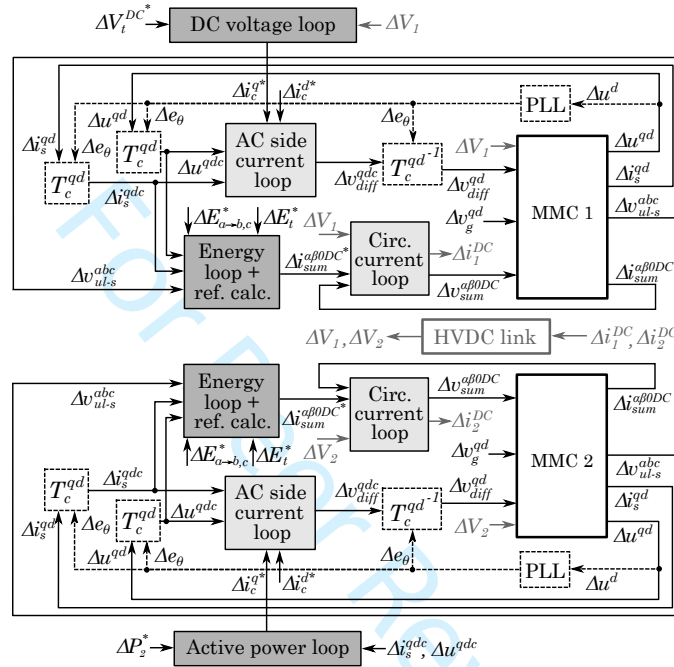 ΔV_t^{DC*} DC voltage loop ΔV_1
Δi_c^{q*} Δi_c^{d*}
PLL Δu^d
Δe_θ Δe_θ
Δu^{qd} Δe_θ
Δi_s^{qd} T_c^{qd} Δu^{qdc}
T_c^{qd} Δi_s^{qdc}
AC side
current
loop
Δv_{diff}^{qdc} T_c^{qd-1} Δv_{diff}^{qd}
ΔV_1
Δv_g^{qd}
MMC 1
Δu^{qd}
Δi_s^{qd}
Δv_{ul-s}^{abc}
Δi_{sum}^{αβ0DC}
ΔE_{a→b,c}^* ΔE_t^*
Δv_{ul-s}^{abc}
Energy
loop +
ref. calc.
Δi_{sum}^{αβ0DC*}
ΔV_1
Circ.
current
loop
Δi_1^{DC}
Δv_{sum}^{αβ0DC}
ΔV_1, ΔV_2 HVDC link Δi_1^{DC}, Δi_2^{DC}
Δv_{ul-s}^{abc}
Energy
loop +
ref. calc.
Δi_{sum}^{αβ0DC*}
ΔV_2
Circ.
current
loop
Δv_{sum}^{αβ0DC}
Δi_2^{DC}
ΔE_{a→b,c}^* ΔE_t^*
Δv_g^{qd}
MMC 2
Δi_{sum}^{αβ0DC}
Δv_{ul-s}^{abc}
Δi_s^{qd}
Δu^{qd}
T_c^{qd} Δi_s^{qdc}
Δi_s^{qd} Δe_θ T_c^{qd} Δu^{qdc}
Δu^{qd} Δe_θ
AC side
current
loop
Δv_{diff}^{qdc} T_c^{qd-1} Δv_{diff}^{qd}
ΔV_2
Δe_θ
PLL Δu^d
Δi_c^{q*} Δi_c^{d*}
ΔP_2^* Active power loop Δi_s^{qdc}, Δu^{qdc}
For Peer Re